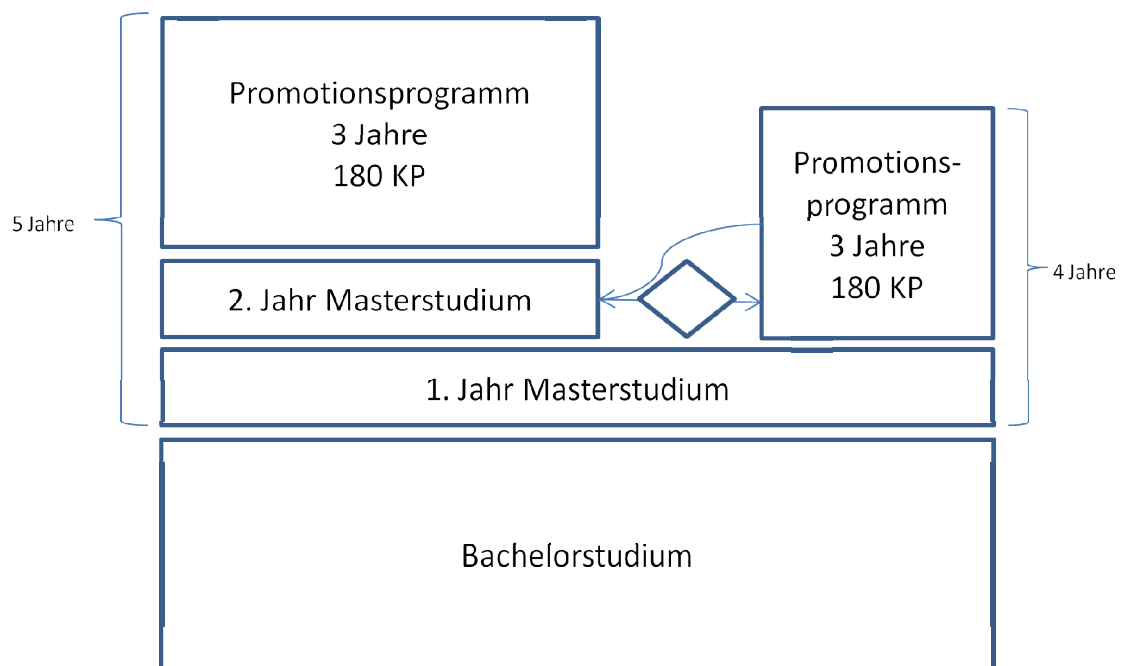 Promotionsprogramm
3 Jahre
180 KP
Promotions-
programm
3 Jahre
180 KP
5 Jahre
4 Jahre
2. Jahr Masterstudium
1. Jahr Masterstudium
Bachelorstudium